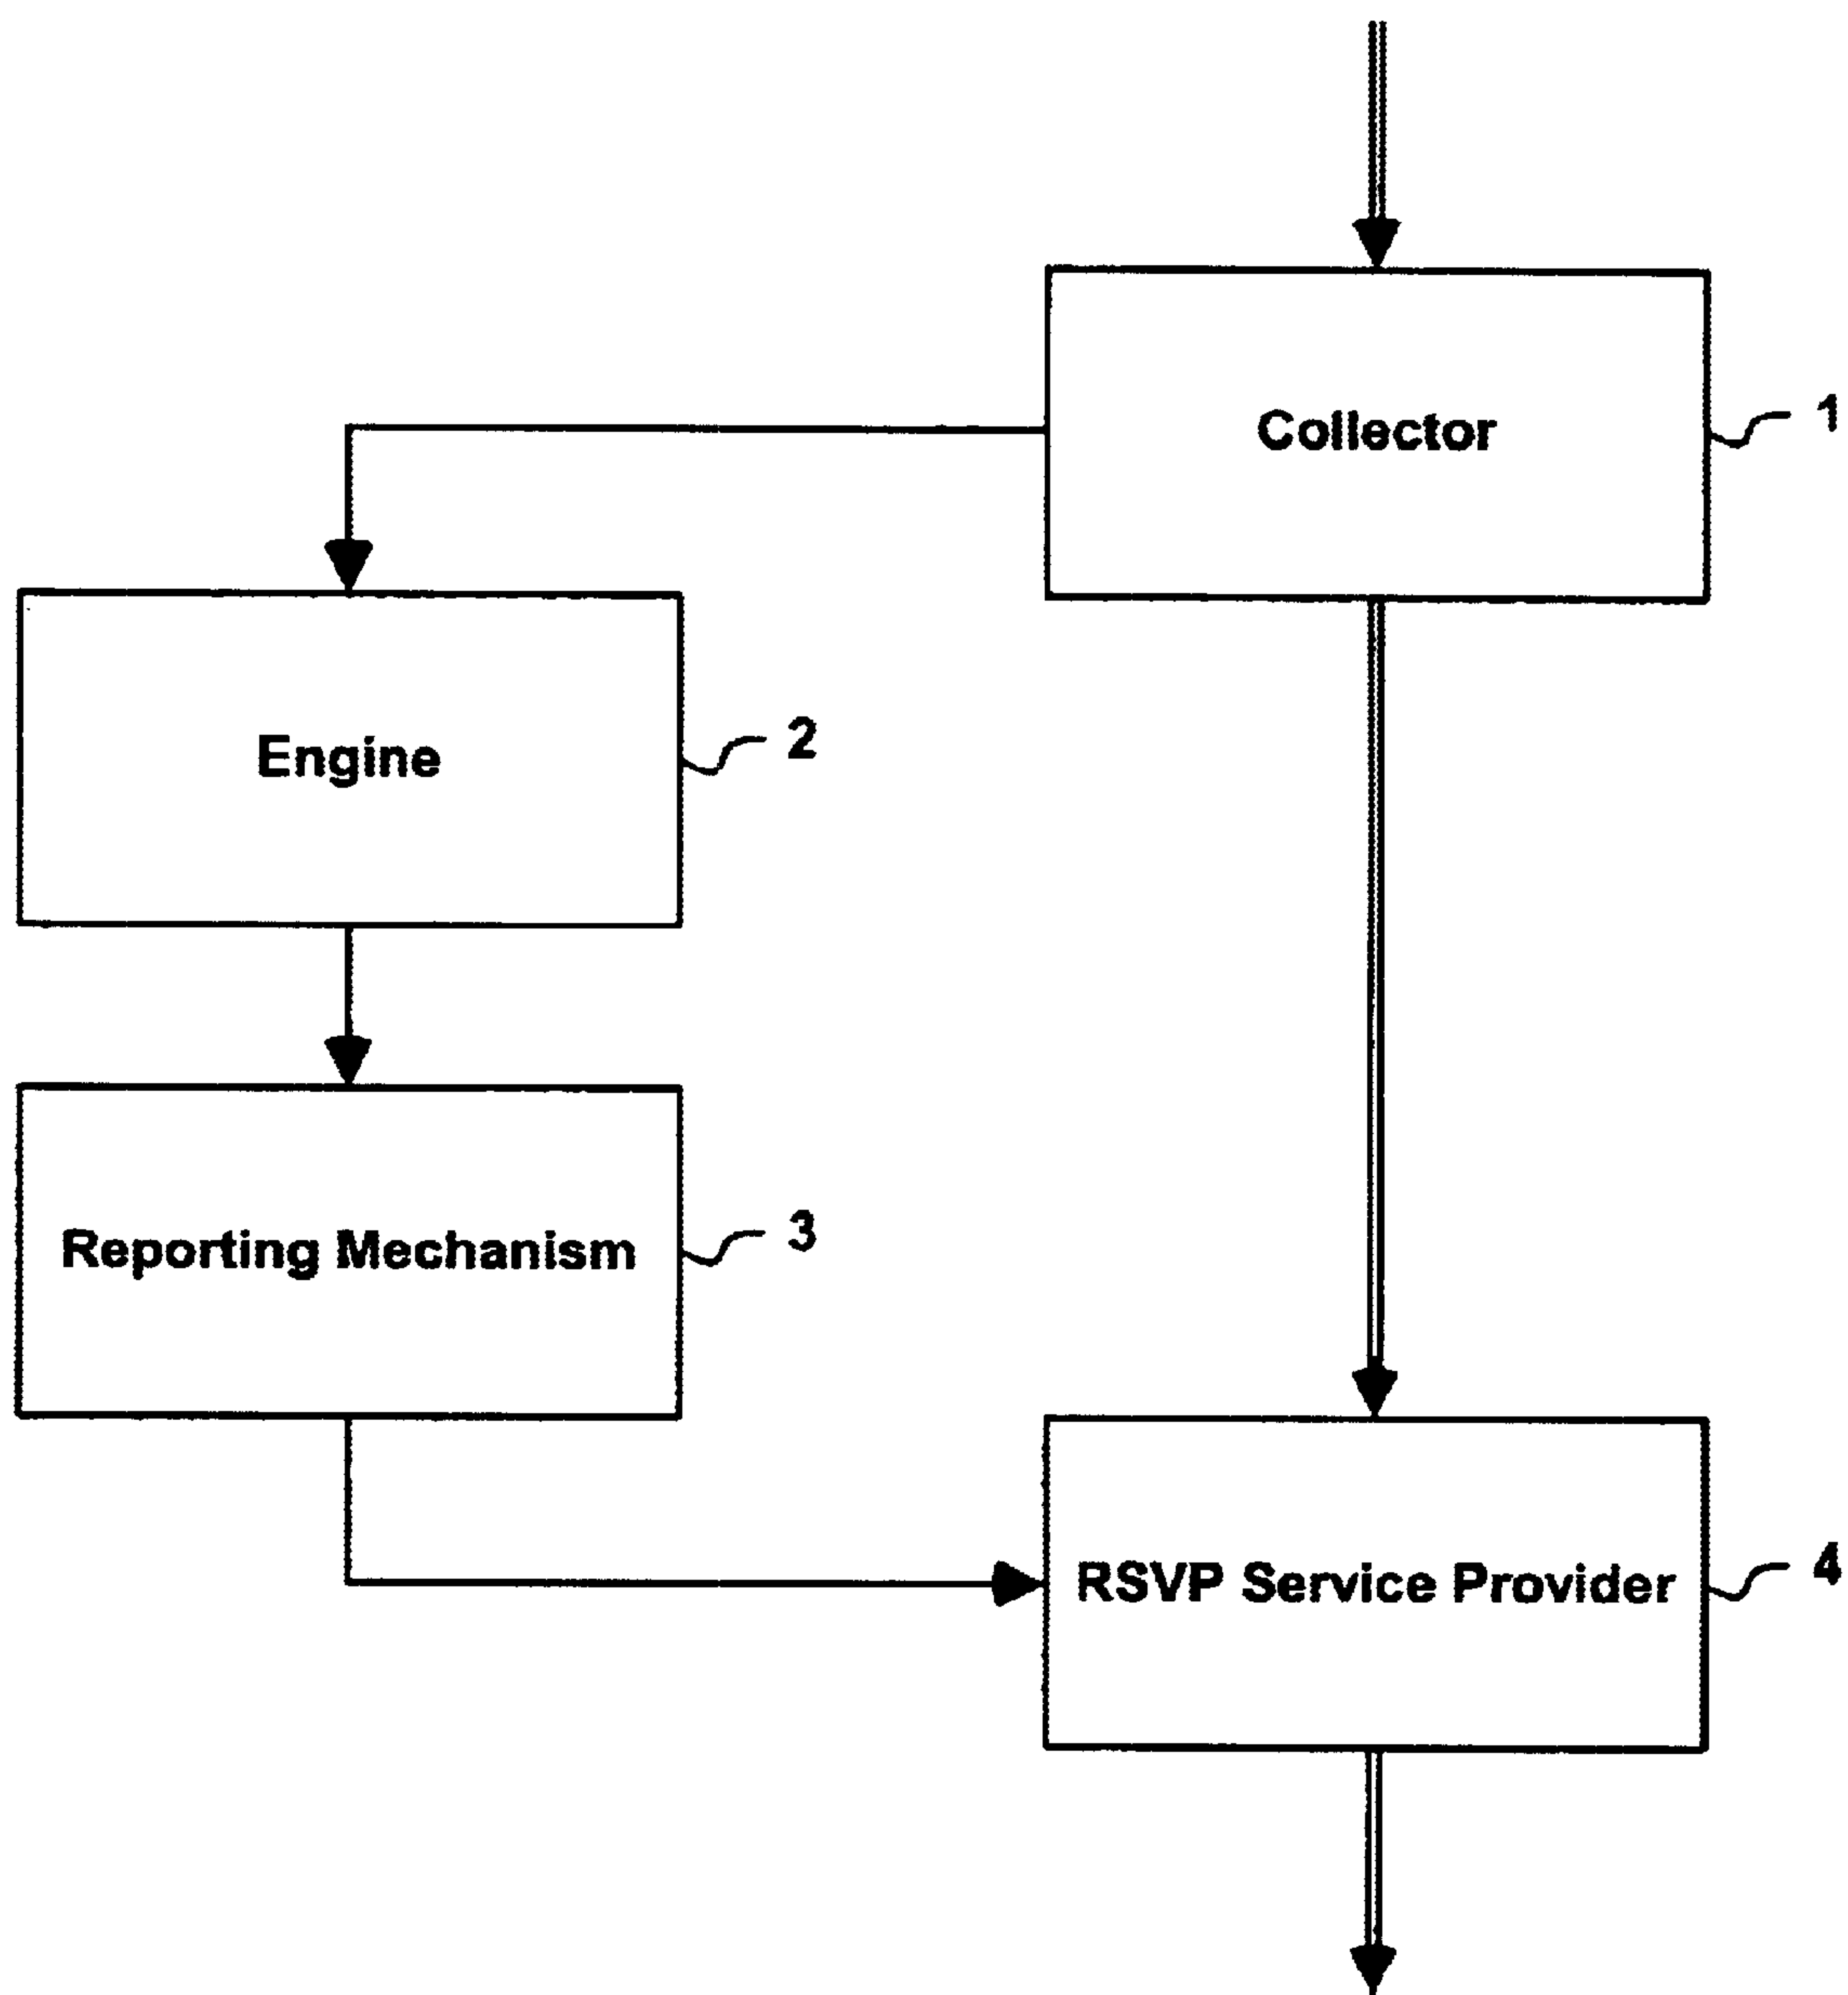 Collector
1
Engine
2
Reporting Mechanism
3
RSVP Service Provider
4